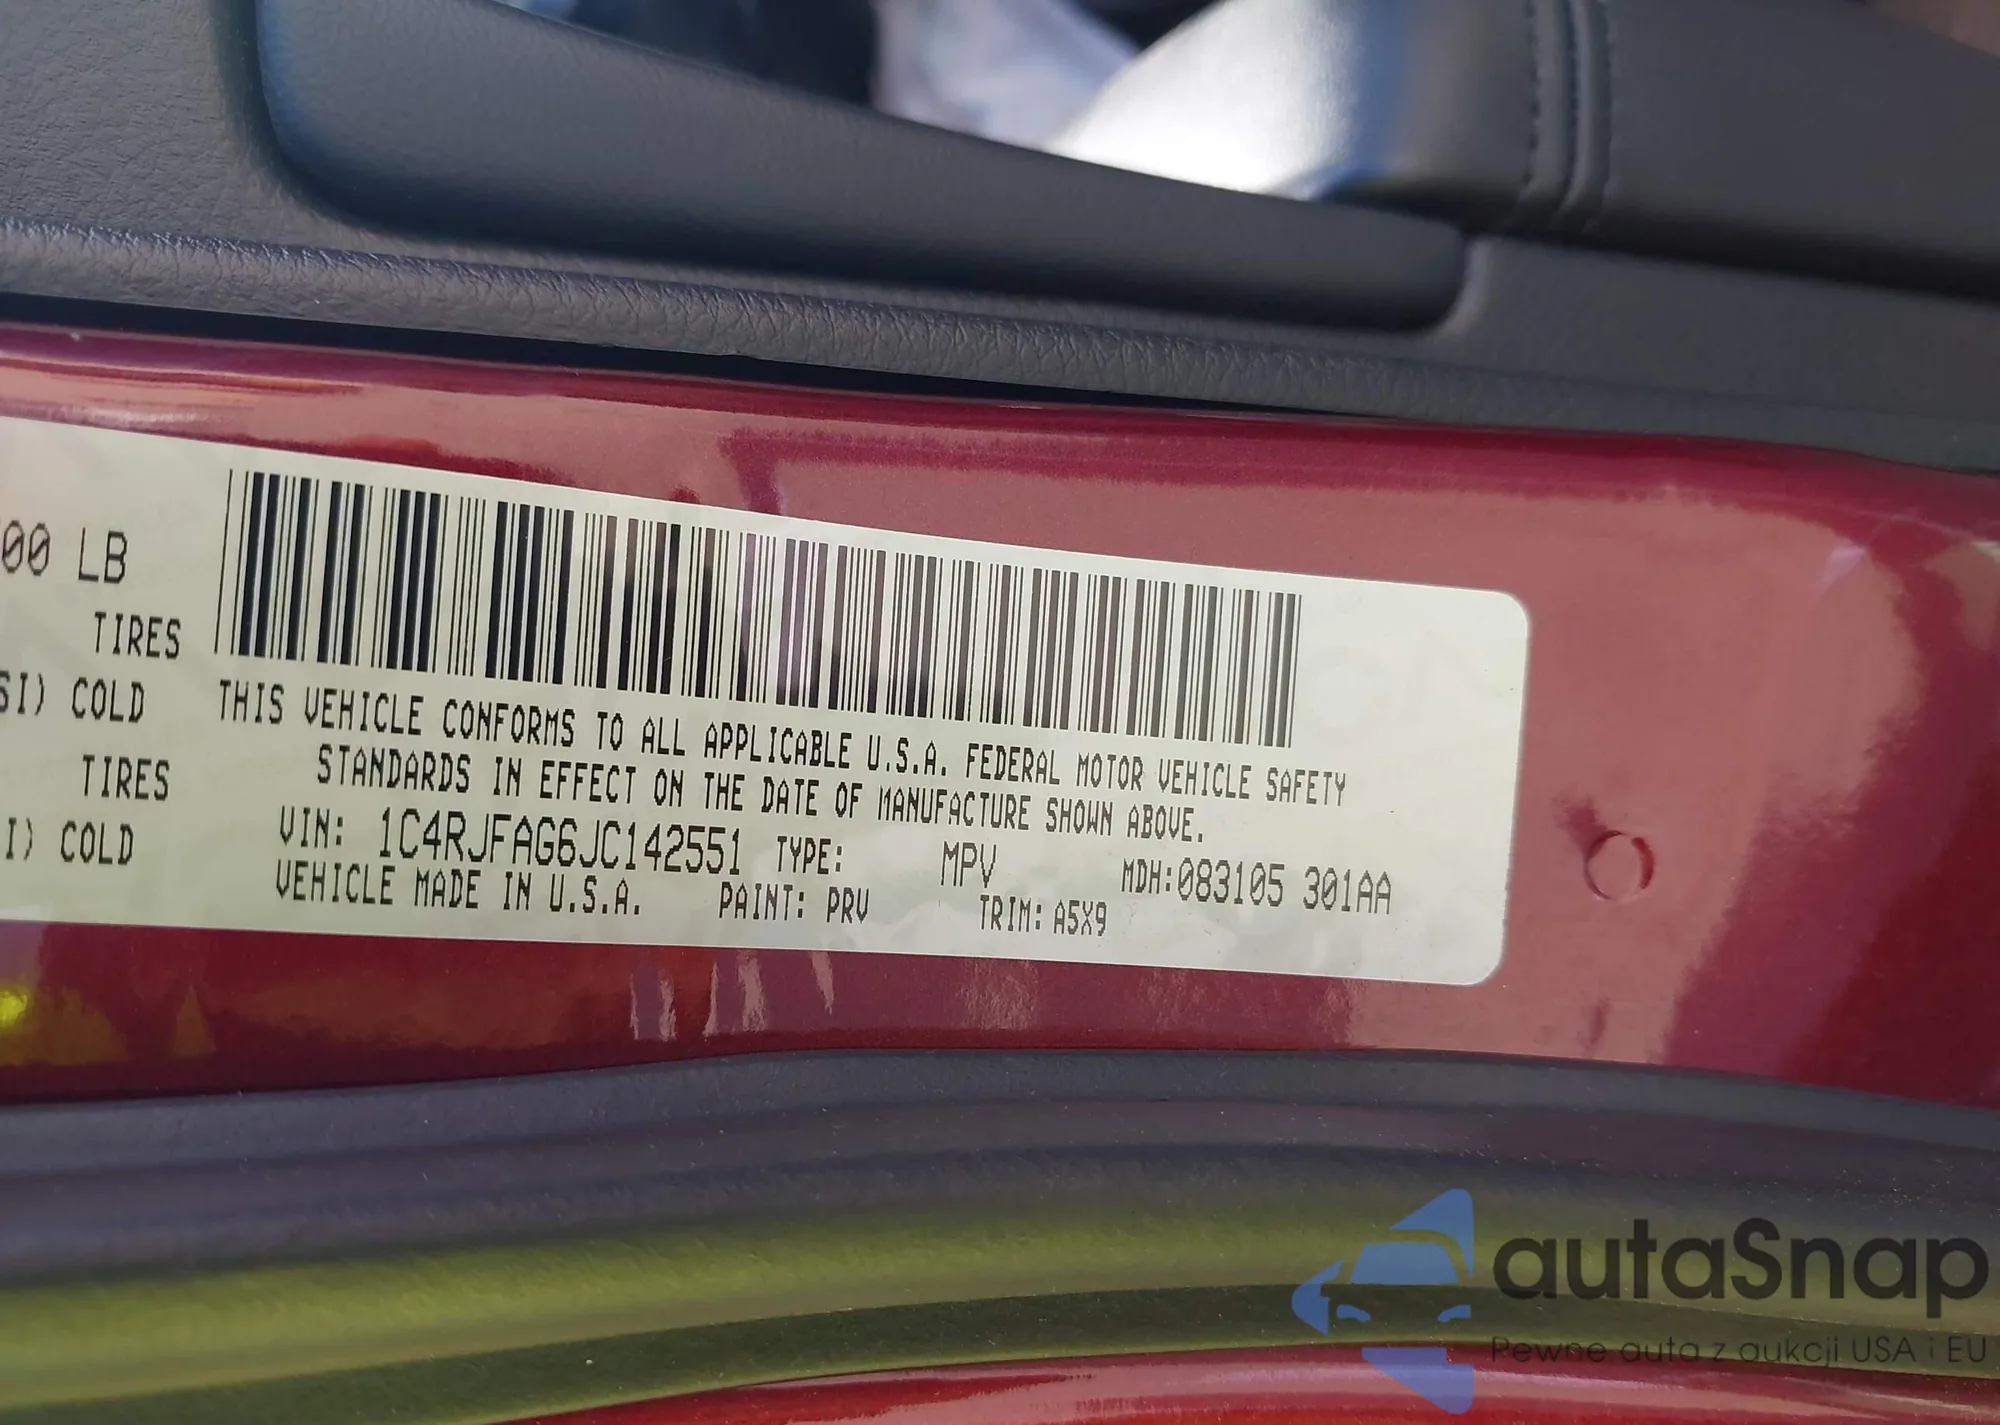 00 LB
TIRES
SI) COLD
TIRES
I) COLD
THIS VEHICLE CONFORMS TO ALL APPLICABLE U.S.A. FEDERAL MOTOR VEHICLE SAFETY
STANDARDS IN EFFECT ON THE DATE OF MANUFACTURE SHOWN ABOVE.
VIN: 1C4RJFAG6JC142551 TYPE: MPV MDH:083105 301AA
VEHICLE MADE IN U.S.A. PAINT: PRV TRIM: A5X9
autaSnap
Pewne auta z aukcji USA i EU